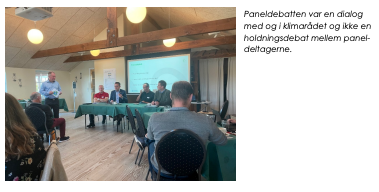 Paneldebatten var en dialog
med og i klimarådet og ikke en
holdningsdebat mellem panel-
deltagerne.